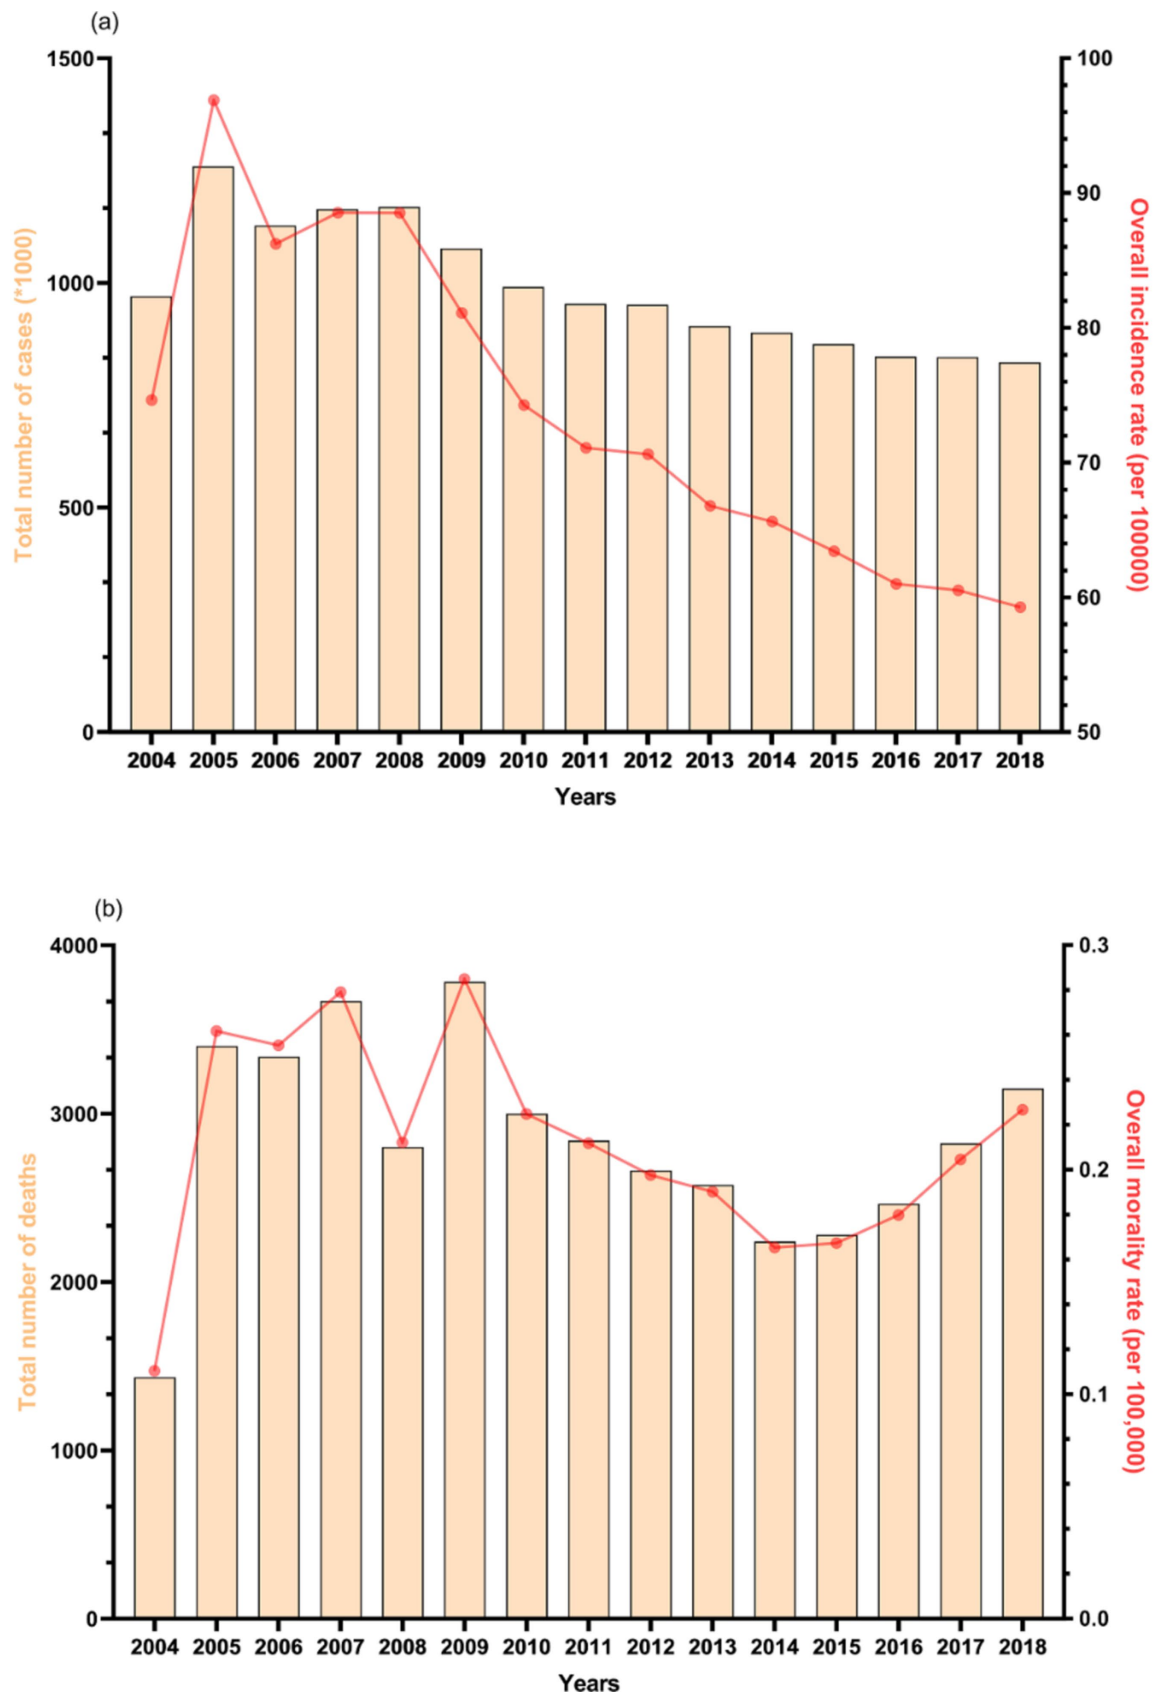 (a)
1500
1000
500
0
Total number of cases (*1000)
100
90
80
70
60
50
Overall incidence rate (per 100000)
2004 2005 2006 2007 2008 2009 2010 2011 2012 2013 2014 2015 2016 2017 2018
Years
(b)
4000
3000
2000
1000
0
Total number of deaths
0.3
0.2
0.1
0.0
Overall morality rate (per 100,000)
2004 2005 2006 2007 2008 2009 2010 2011 2012 2013 2014 2015 2016 2017 2018
Years